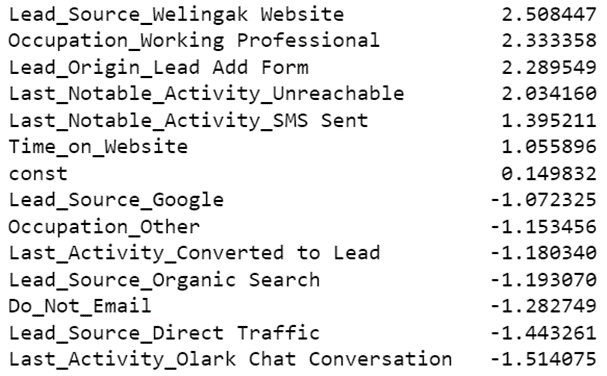 Lead_Source_Welingak Website 2.508447
Occupation_Working Professional 2.333358
Lead_Origin_Lead Add Form 2.289549
Last_Notable_Activity_Unreachable 2.034160
Last_Notable_Activity_SMS Sent 1.395211
Time_on_Website 1.055896
const 0.149832
Lead_Source_Google -1.072325
Occupation_Other -1.153456
Last_Activity_Converted to Lead -1.180340
Lead_Source_Organic Search -1.193070
Do_Not_Email -1.282749
Lead_Source_Direct Traffic -1.443261
Last_Activity_Olark Chat Conversation -1.514075